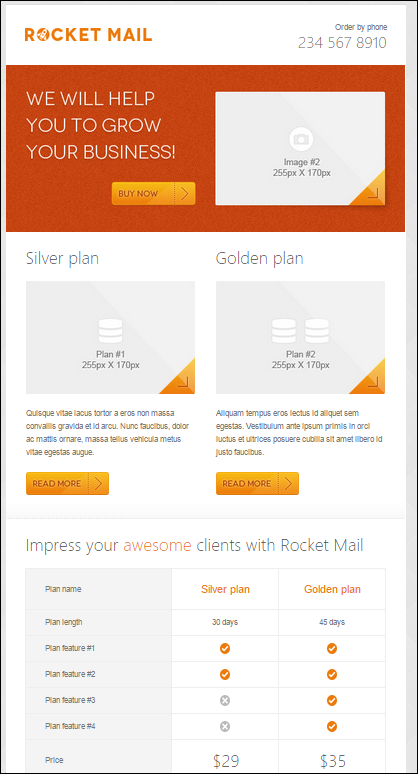 ROCKET MAIL
Order by phone
234 567 8910
WE WILL HELP
YOU TO GROW
YOUR BUSINESS!
BUY NOW
Image #2
255px X 170px
Silver plan
Golden plan
Plan #1
255px X 170px
Plan #2
255px X 170px
Quisque vitae lacus tortor a eros non massa
convallis gravida et id arcu. Nunc faucibus, dolor
ac mattis ornare, massa tellus vehicula metus
vitae egestas augue.
Aliquam tempus eros lectus id aliquet sem
egestas. Vestibulum ante ipsum primis in orci
luctus et ultrices posuere cubilia sit amet libero id
justo faucibus.
READ MORE
READ MORE
Impress your awesome clients with Rocket Mail
Plan name Silver plan Golden plan
Plan length 30 days 45 days
Plan feature #1
Plan feature #2
Plan feature #3
Plan feature #4
Price $29 $35